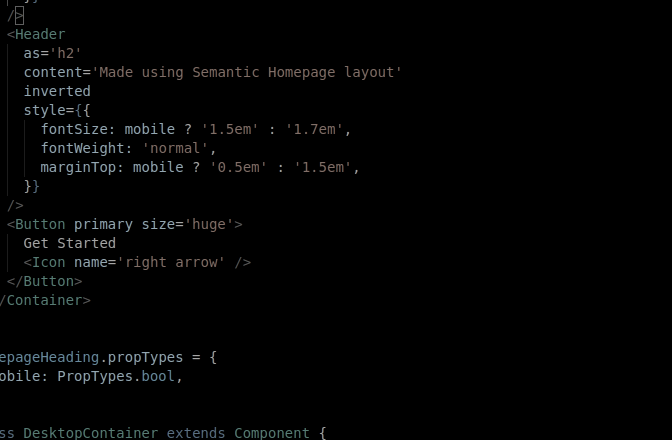 }}
/>
<Header
as='h2'
content='Made using Semantic Homepage layout'
inverted
style={{
fontSize: mobile ? '1.5em' : '1.7em',
fontWeight: 'normal',
marginTop: mobile ? '0.5em' : '1.5em',
}}
/>
<Button primary size='huge'>
Get Started
<Icon name='right arrow' />
</Button>
/Container>
epageHeading.propTypes = {
obile: PropTypes.bool,
ss DesktopContainer extends Component {